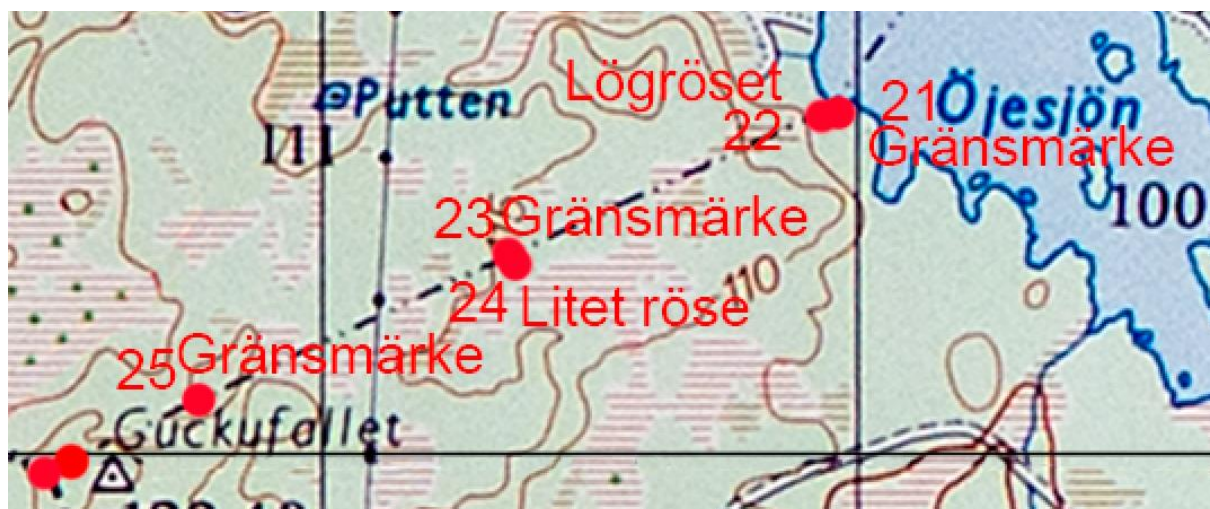 Lögröset
21 Öjesjön
Putten
22
Gränsmärke
111
100
23 Gränsmärke
110
24 Litet röse
25 Gränsmärke
Guckufallet